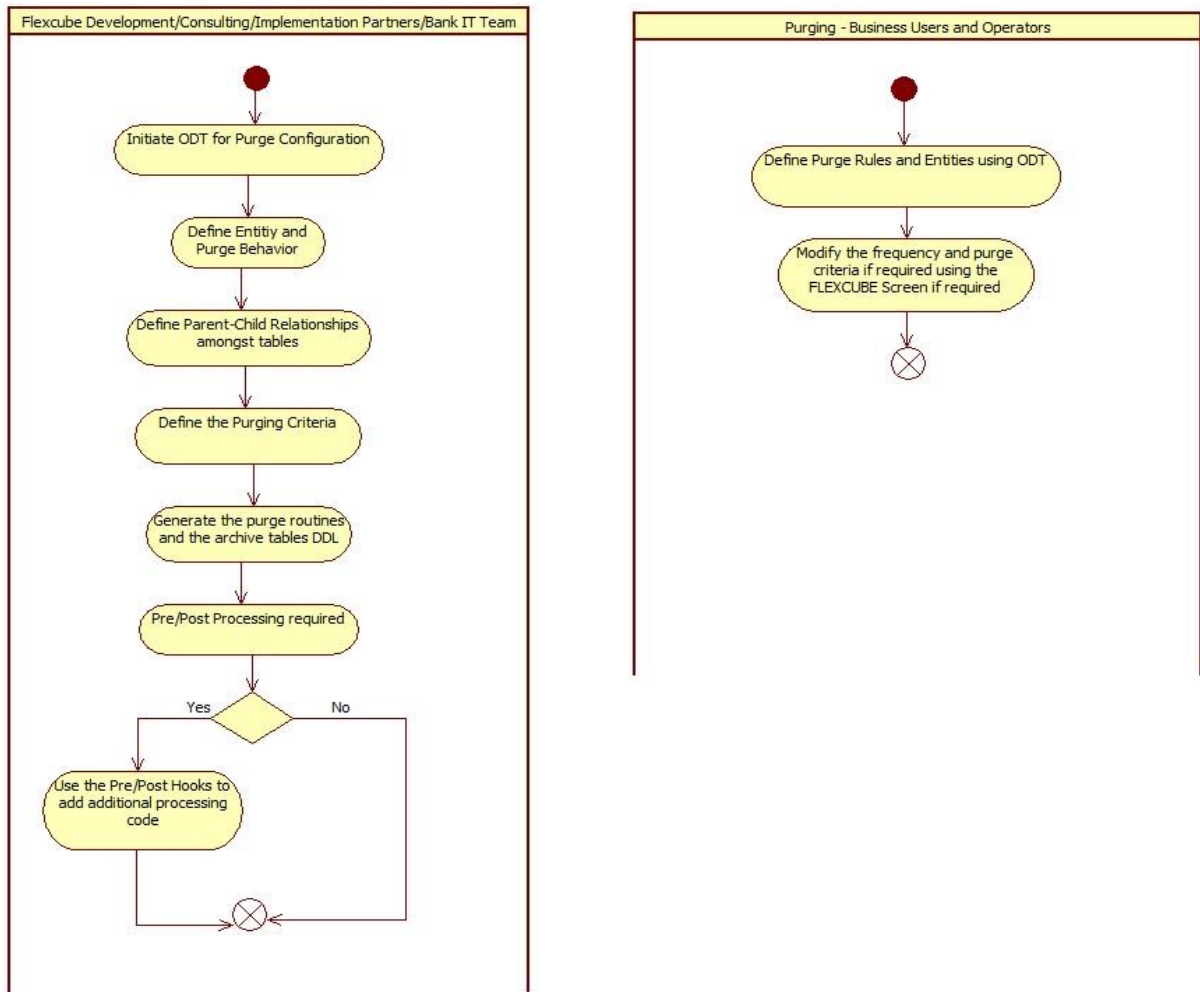 Flexcube Development/Consulting/Implementation Partners/Bank IT Team
Initiate ODT for Purge Configuration
Define Entitiy and
Purge Behavior
Define Parent-Child Relationships
amongst tables
Define the Purging Criteria
Generate the purge routines
and the archive tables DDL
Pre/Post Processing required
Yes
No
Use the Pre/Post Hooks to
add additional processing
code
Purging - Business Users and Operators
Define Purge Rules and Entities using ODT
Modify the frequency and purge
criteria if required using the
FLEXCUBE Screen if required